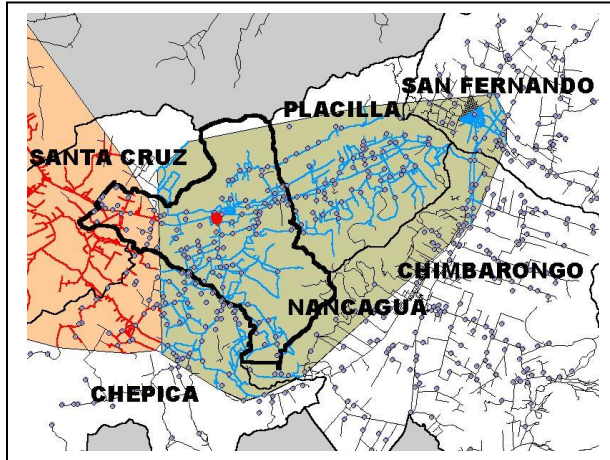 SAN FERNANDO
PLACILLA
SANTA CRUZ
CHIMBARONGO
NANCAGUA
CHEPICA